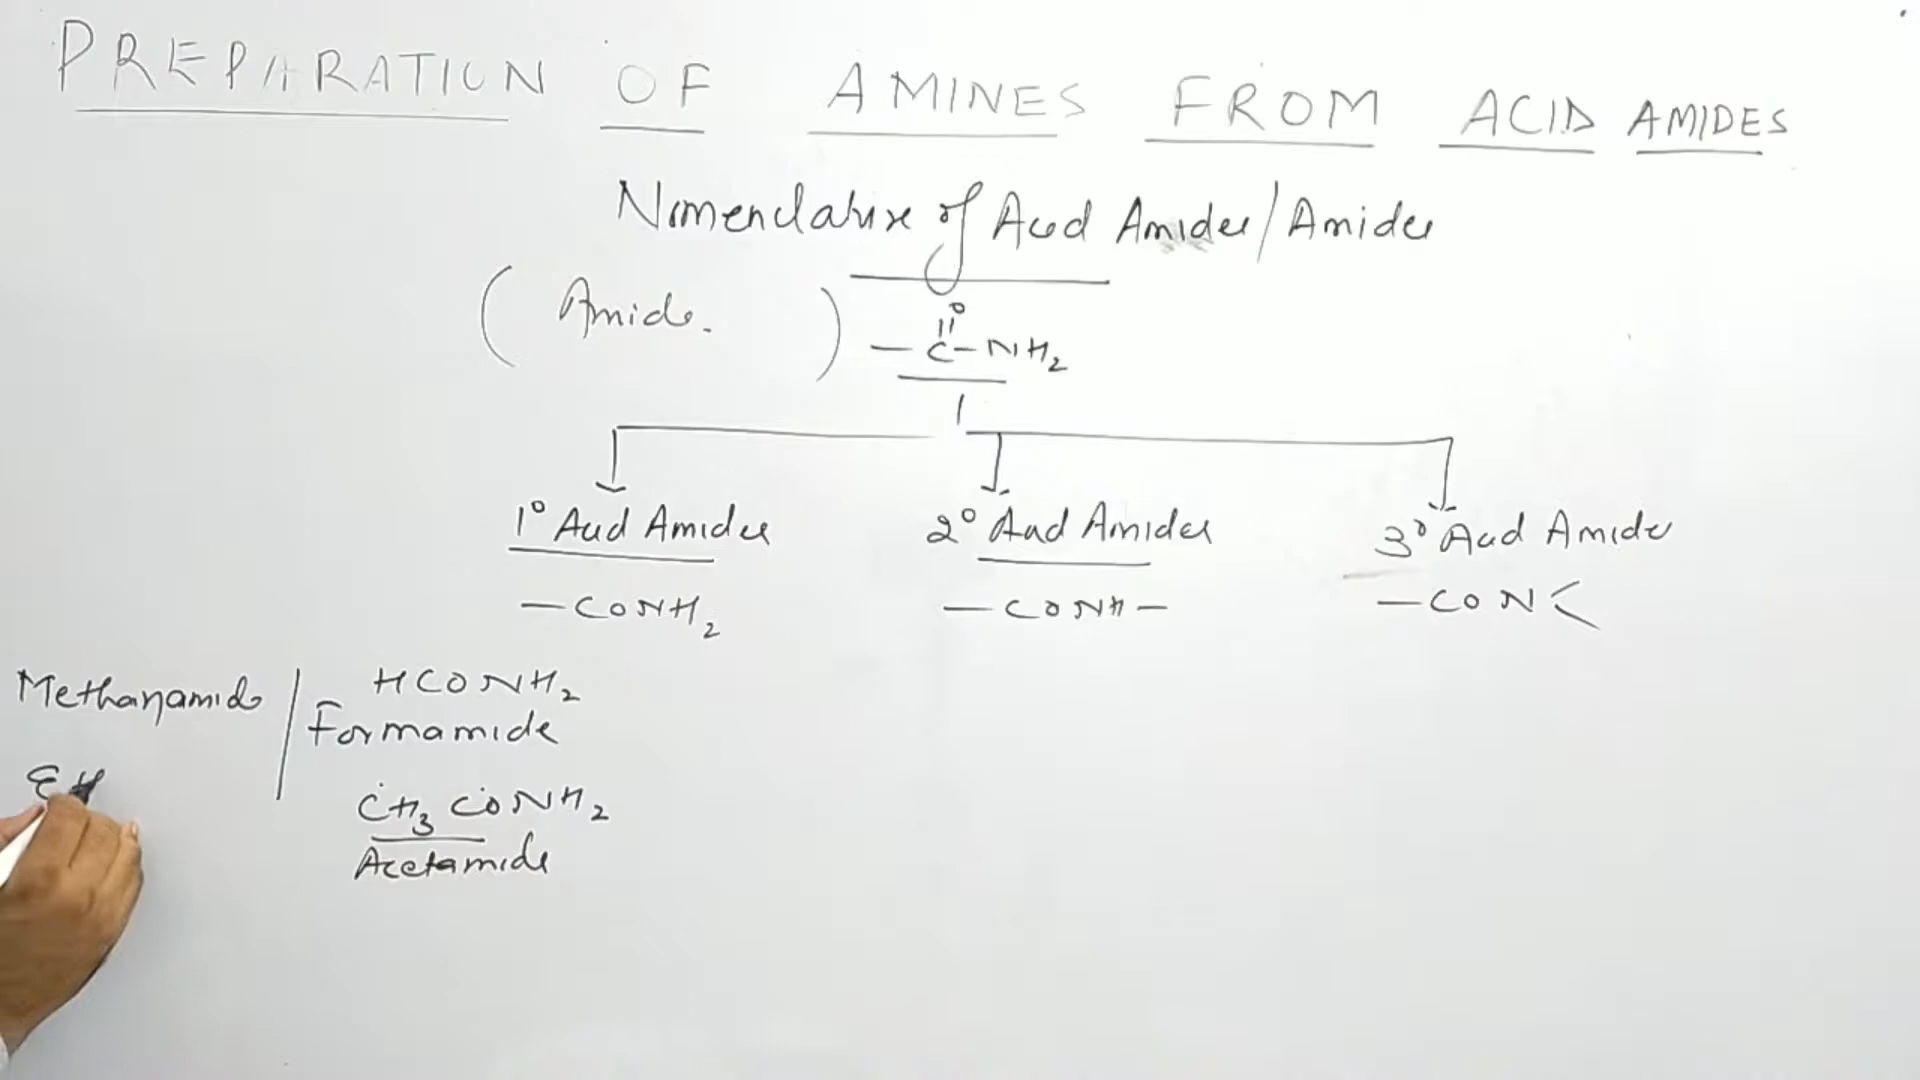 PREPARATION OF AMINES FROM ACID AMIDES
Nomenclature of Acid Amides/Amides
(Amide.)
O
||
—C—NH2
1° Acid Amides 2° Acid Amides 3° Acid Amide
—CONH2 —CONH— —CON<
Methanamide / HCONH2
Formamide
Eth CH3CONH2
Acetamide